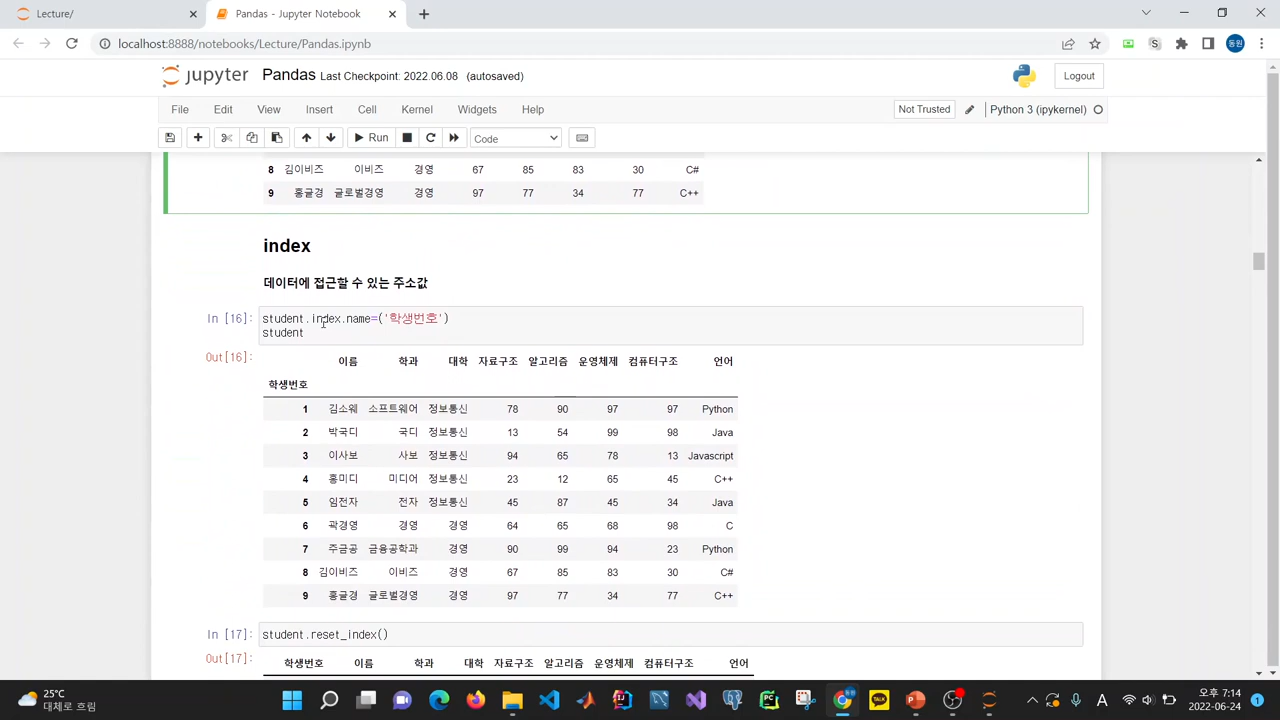 Lecture/
Pandas - Jupyter Notebook
localhost:8888/notebooks/Lecture/Pandas.ipynb
동원
jupyter Pandas Last Checkpoint: 2022.06.08 (autosaved)
Logout
File Edit View Insert Cell Kernel Widgets Help
Not Trusted
Python 3 (ipykernel)
Run
Code
8 김이비즈 이비즈 경영 67 85 83 30 C#
9 홍글경 글로벌경영 경영 97 77 34 77 C++
index
데이터에 접근할 수 있는 주소값
In [16]: student.index.name=('학생번호')
student
Out[16]:
이름 학과 대학 자료구조 알고리즘 운영체제 컴퓨터구조 언어
학생번호
1 김소웨 소프트웨어 정보통신 78 90 97 97 Python
2 박국디 국디 정보통신 13 54 99 98 Java
3 이사보 사보 정보통신 94 65 78 13 Javascript
4 홍미디 미디어 정보통신 23 12 65 45 C++
5 임전자 전자 정보통신 45 87 45 34 Java
6 곽경영 경영 경영 64 65 68 98 C
7 주금공 금융공학과 경영 90 99 94 23 Python
8 김이비즈 이비즈 경영 67 85 83 30 C#
9 홍글경 글로벌경영 경영 97 77 34 77 C++
In [17]: student.reset_index()
Out[17]:
학생번호 이름 학과 대학 자료구조 알고리즘 운영체제 컴퓨터구조 언어
25°C
대체로 흐림
TALK
A
오후 7:14
2022-06-24
1